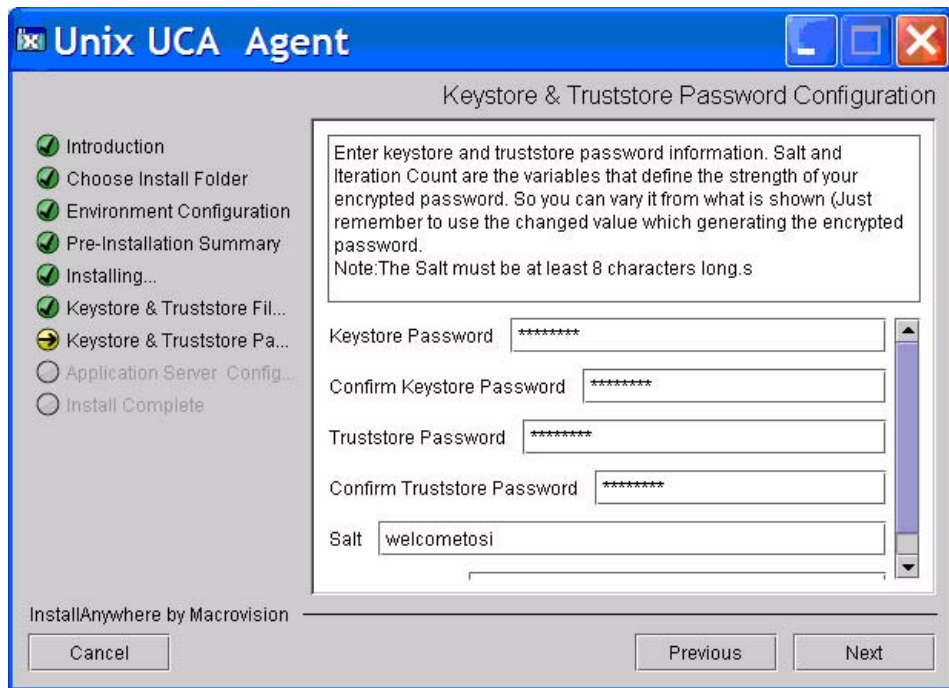 Unix UCA Agent
Keystore & Truststore Password Configuration
Introduction
Choose Install Folder
Environment Configuration
Pre-Installation Summary
Installing...
Keystore & Truststore Fil...
Keystore & Truststore Pa...
Application Server Config...
Install Complete
Enter keystore and truststore password information. Salt and
Iteration Count are the variables that define the strength of your
encrypted password. So you can vary it from what is shown (Just
remember to use the changed value which generating the encrypted
password.
Note:The Salt must be at least 8 characters long.s
Keystore Password ********
Confirm Keystore Password ********
Truststore Password ********
Confirm Truststore Password ********
Salt welcometosi
InstallAnywhere by Macrovision
Cancel
Previous
Next